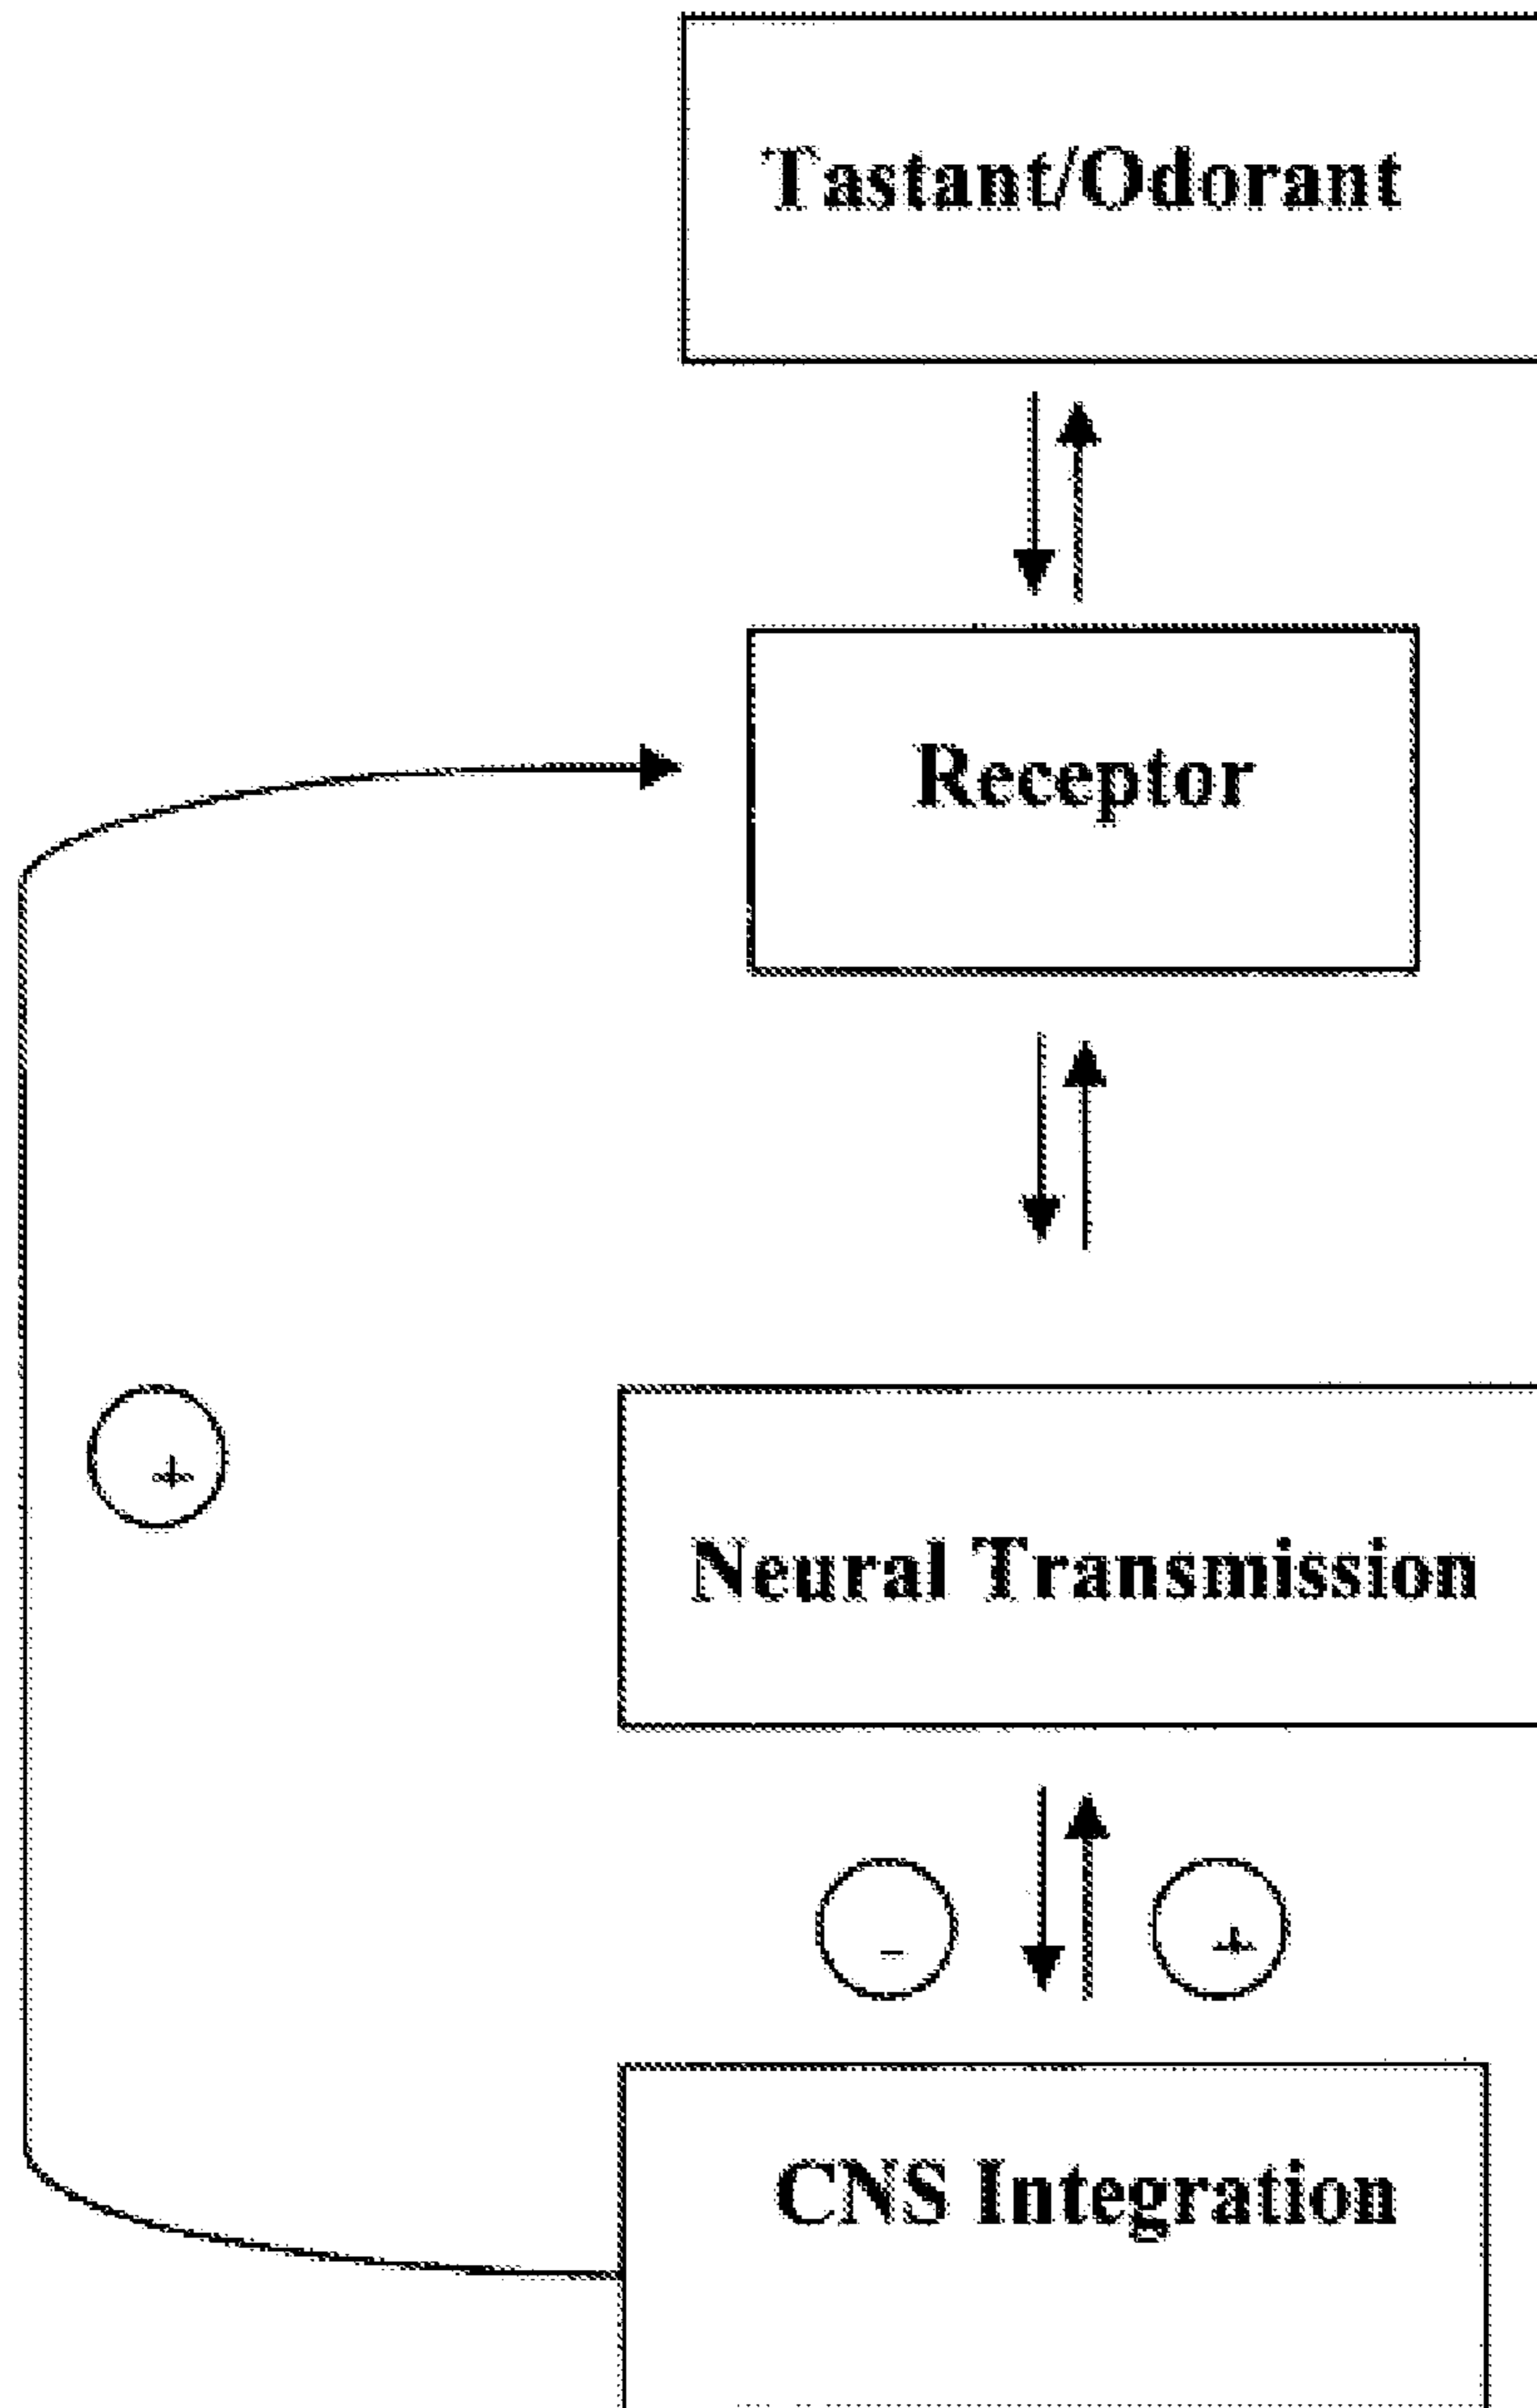 Tastant/Odorant
Receptor
+
Neural Transmission
- +
CNS Integration